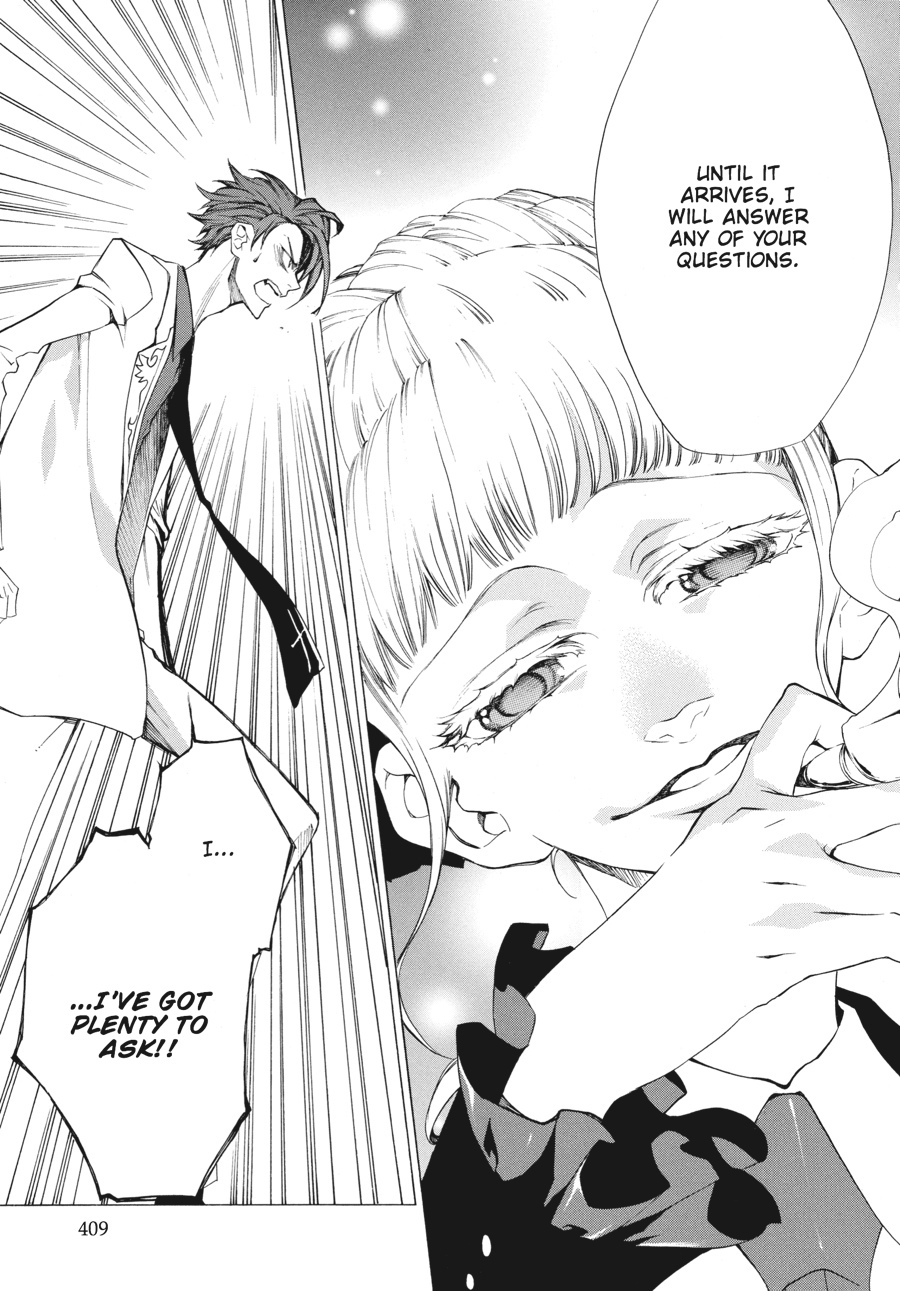 UNTIL IT
ARRIVES, I
WILL ANSWER
ANY OF YOUR
QUESTIONS.
I...
...I'VE GOT
PLENTY TO
ASK!!
409